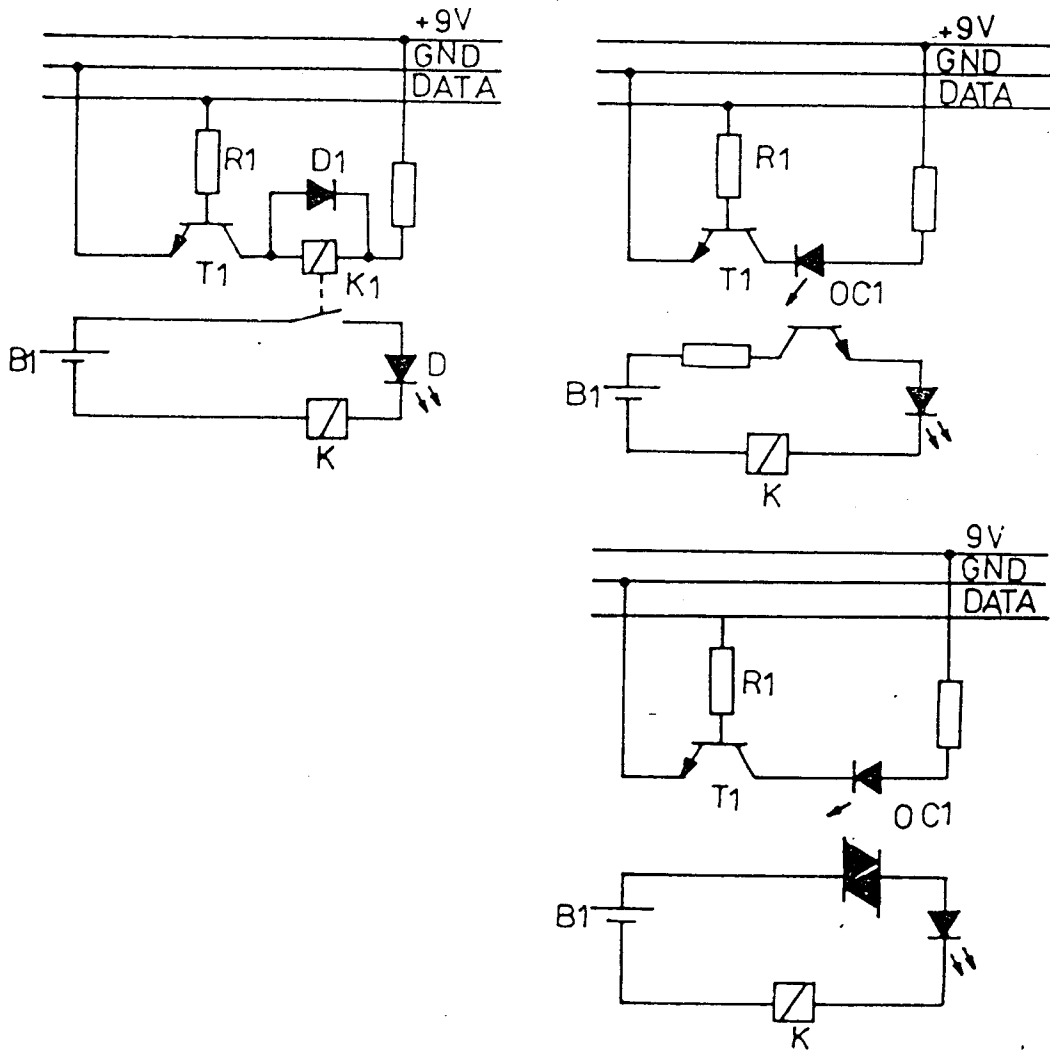 +9V
GND
DATA
R1
D1
T1
K1
B1
D
K
+9V
GND
DATA
R1
T1
OC1
B1
K
9V
GND
DATA
R1
T1
OC1
B1
K